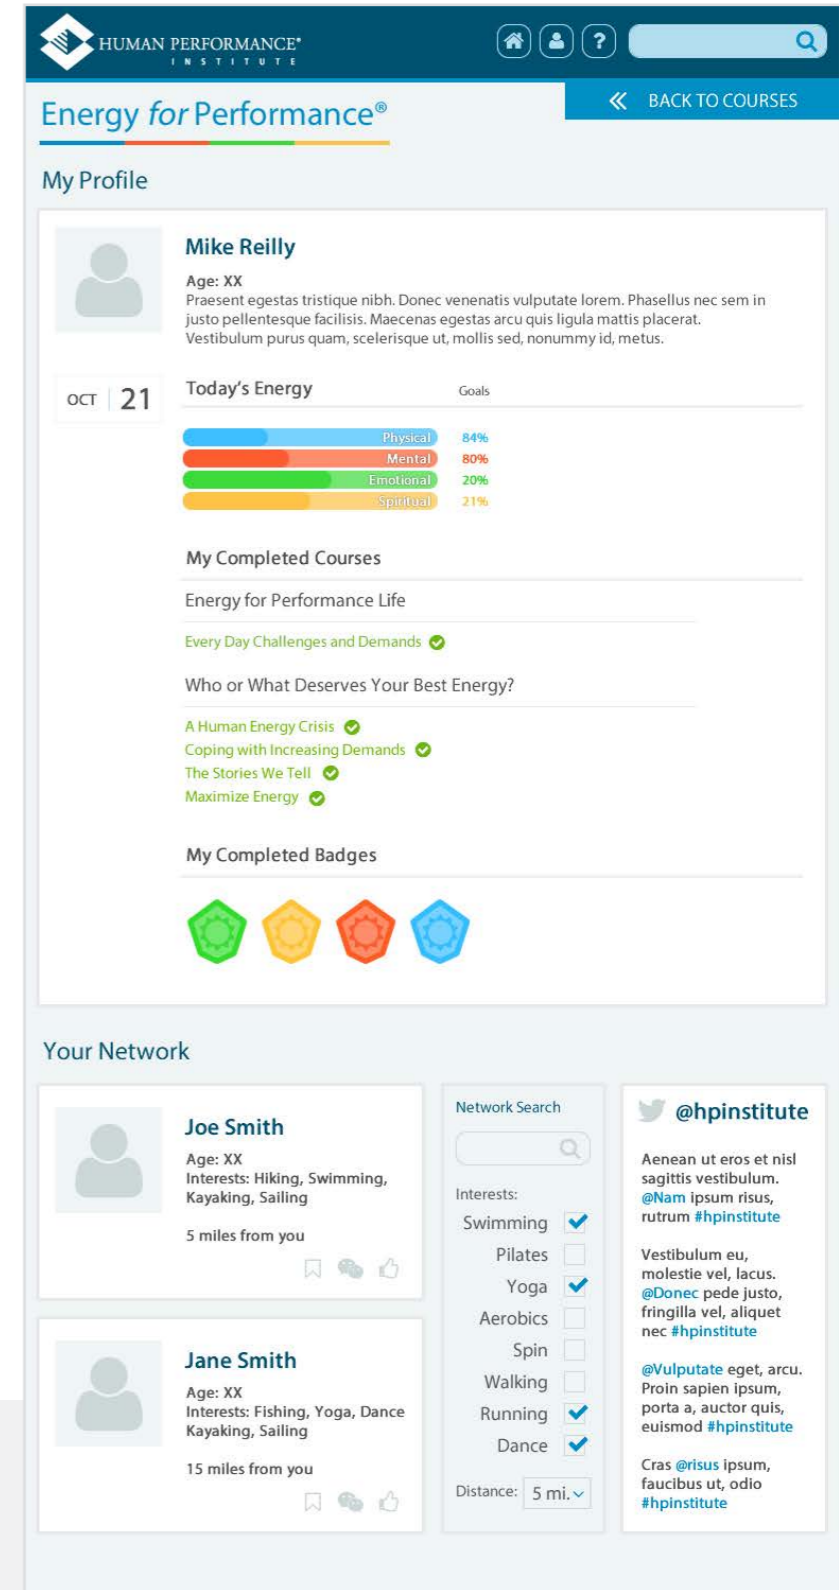 HUMAN PERFORMANCE®
INSTITUTE
?
Energy for Performance®
BACK TO COURSES
My Profile
Mike Reilly
Age: XX
Praesent egestas tristique nibh. Donec venenatis vulputate lorem. Phasellus nec sem in
justo pellentesque facilisis. Maecenas egestas arcu quis ligula mattis placerat.
Vestibulum purus quam, scelerisque ut, mollis sed, nonummy id, metus.
OCT 21
Today's Energy Goals
Physical 84%
Mental 80%
Emotional 20%
Spiritual 21%
My Completed Courses
Energy for Performance Life
Every Day Challenges and Demands
Who or What Deserves Your Best Energy?
A Human Energy Crisis
Coping with Increasing Demands
The Stories We Tell
Maximize Energy
My Completed Badges
Your Network
Joe Smith
Age: XX
Interests: Hiking, Swimming,
Kayaking, Sailing
5 miles from you
Jane Smith
Age: XX
Interests: Fishing, Yoga, Dance
Kayaking, Sailing
15 miles from you
Network Search
Interests:
Swimming
Pilates
Yoga
Aerobics
Spin
Walking
Running
Dance
Distance: 5 mi.
@hpinstitute
Aenean ut eros et nisl
sagittis vestibulum.
@Nam ipsum risus,
rutrum #hpinstitute
Vestibulum eu,
molestie vel, lacus.
@Donec pede justo,
fringilla vel, aliquet
nec #hpinstitute
@Vulputate eget, arcu.
Proin sapien ipsum,
porta a, auctor quis,
euismod #hpinstitute
Cras @risus ipsum,
faucibus ut, odio
#hpinstitute